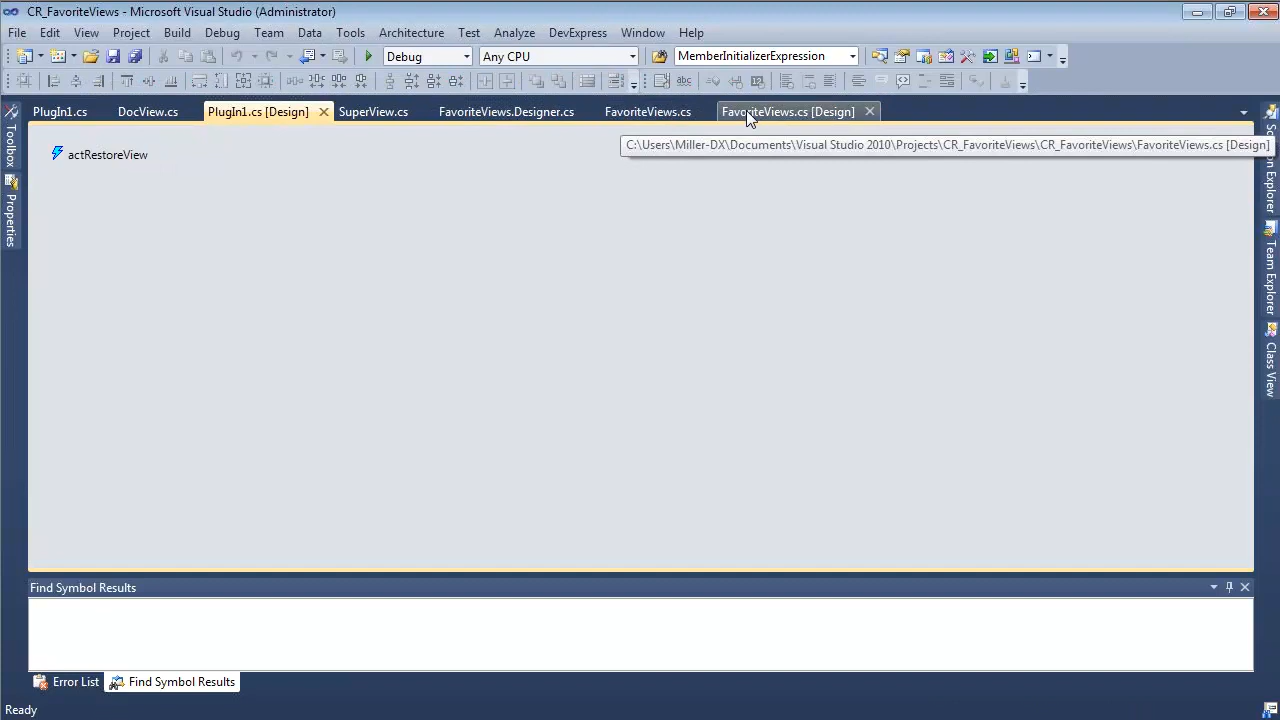 CR_FavoriteViews - Microsoft Visual Studio (Administrator)
File Edit View Project Build Debug Team Data Tools Architecture Test Analyze DevExpress Window Help
Debug Any CPU MemberInitializerExpression
PlugIn1.cs DocView.cs PlugIn1.cs [Design] SuperView.cs FavoriteViews.Designer.cs FavoriteViews.cs FavoriteViews.cs [Design]
C:\Users\Miller-DX\Documents\Visual Studio 2010\Projects\CR_FavoriteViews\CR_FavoriteViews\FavoriteViews.cs [Design]
actRestoreView
Toolbox
Properties
Explorer
Team Explorer
Class View
Find Symbol Results
Error List Find Symbol Results
Ready